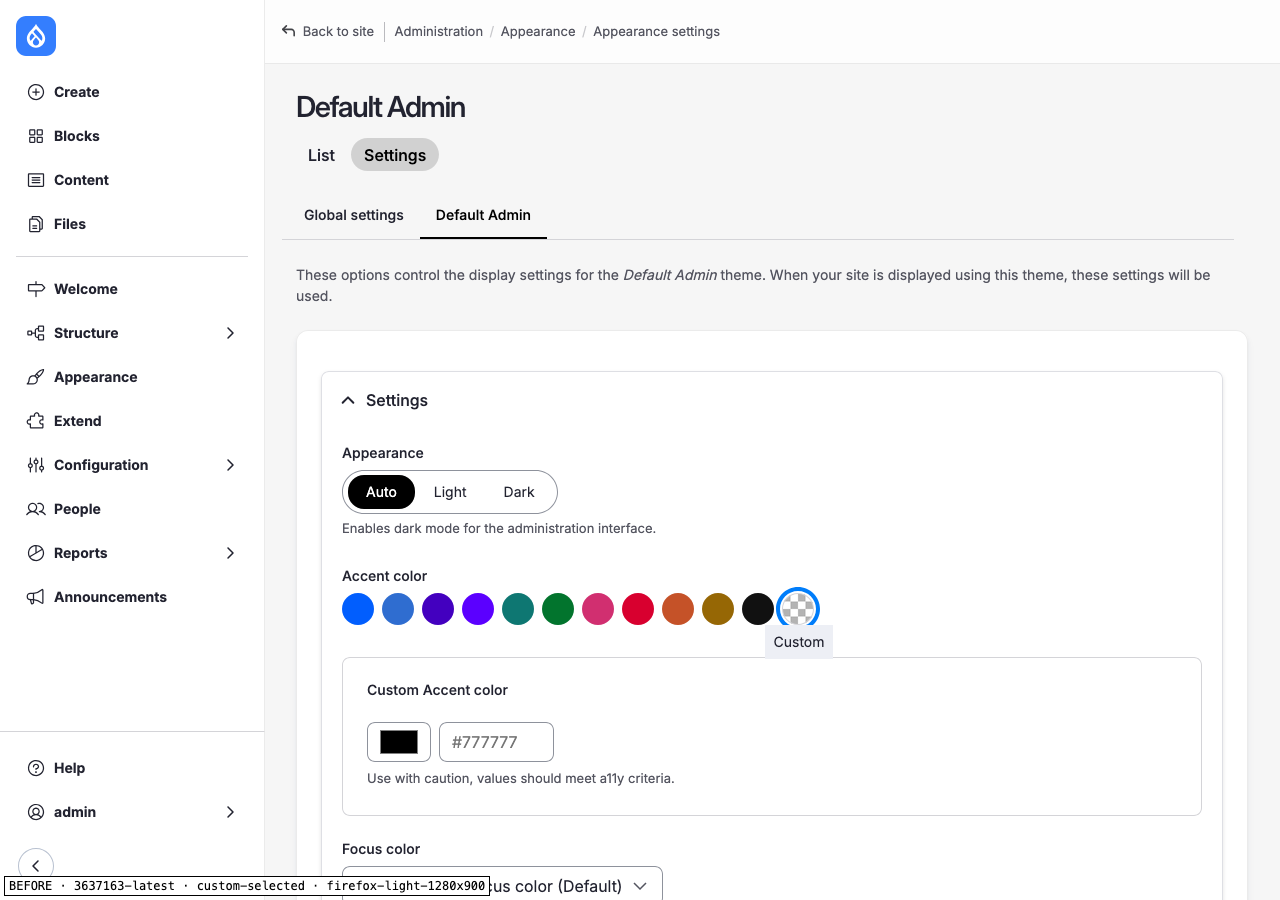 Back to site
Administration / Appearance / Appearance settings
Create
Blocks
Content
Files
Welcome
Structure
Appearance
Extend
Configuration
People
Reports
Announcements
Help
admin
Default Admin
List
Settings
Global settings
Default Admin
These options control the display settings for the Default Admin theme. When your site is displayed using this theme, these settings will be
used.
Settings
Appearance
Auto
Light
Dark
Enables dark mode for the administration interface.
Accent color
Custom
Custom Accent color
#777777
Use with caution, values should meet a11y criteria.
Focus color
color (Default)
BEFORE · 3637163-latest · custom-selected · firefox-light-1280x900